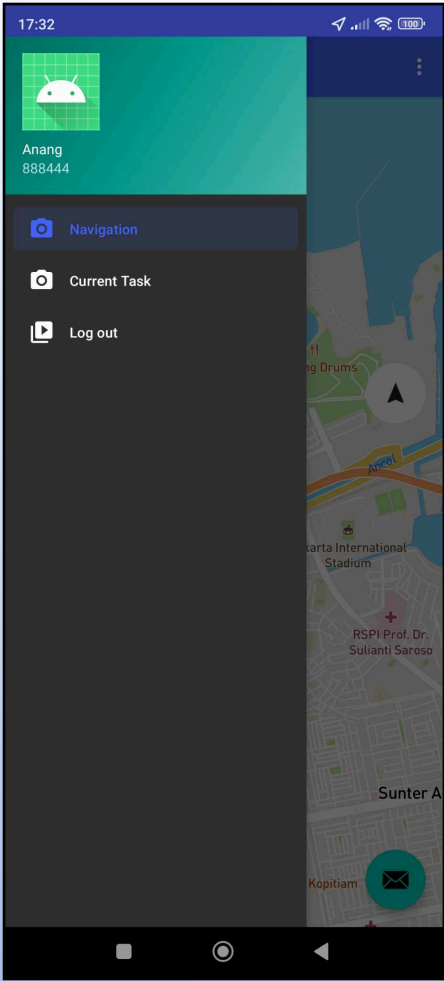 17:32
100
Anang
888444
Navigation
Current Task
Log out
ng Drums
Ancol
karta International
Stadium
RSPI Prof. Dr.
Sulianti Saroso
Sunter A
Kopitiam